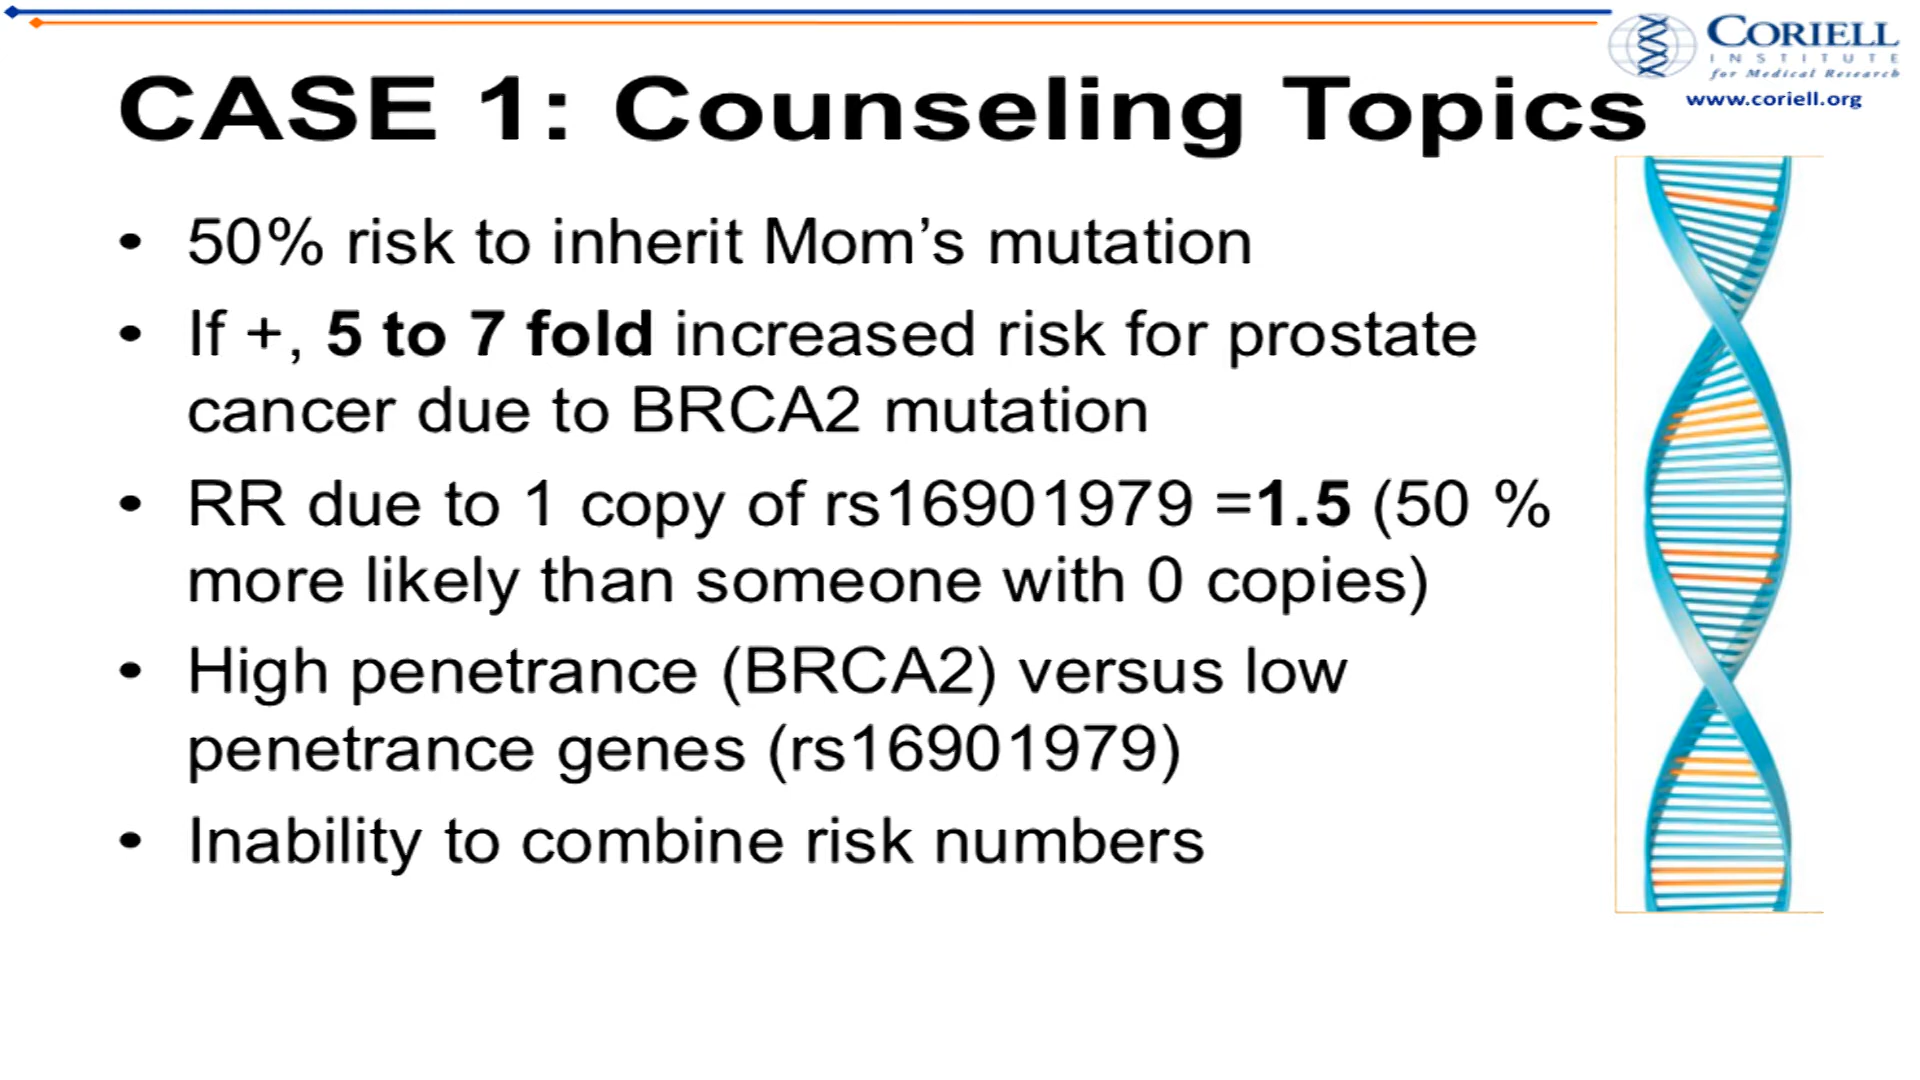 CORIELL
INSTITUTE
for Medical Research
www.coriell.org
CASE 1: Counseling Topics
• 50% risk to inherit Mom’s mutation
• If +, 5 to 7 fold increased risk for prostate
cancer due to BRCA2 mutation
• RR due to 1 copy of rs16901979 =1.5 (50 %
more likely than someone with 0 copies)
• High penetrance (BRCA2) versus low
penetrance genes (rs16901979)
• Inability to combine risk numbers